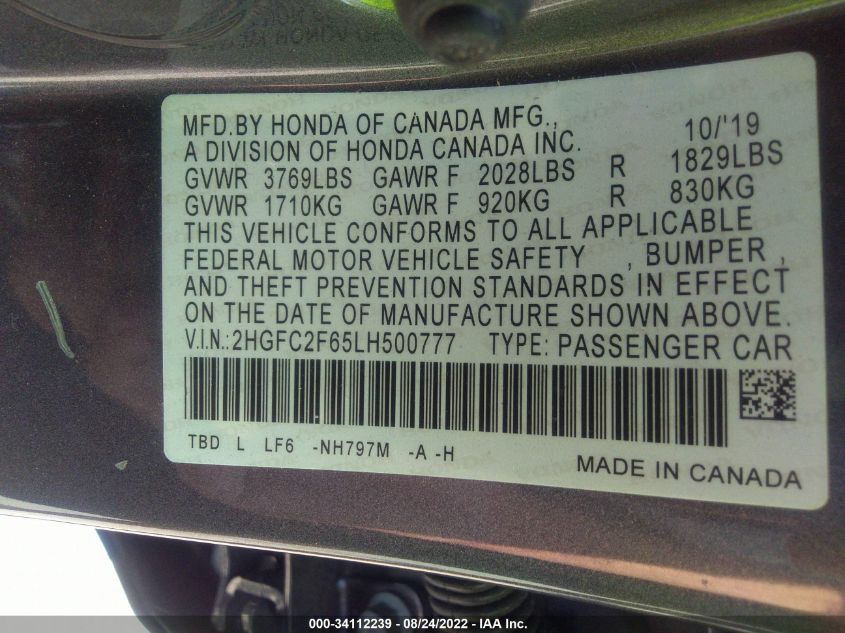 MFD.BY HONDA OF CANADA MFG., 10/'19
A DIVISION OF HONDA CANADA INC.
GVWR 3769LBS GAWR F 2028LBS R 1829LBS
GVWR 1710KG GAWR F 920KG R 830KG
THIS VEHICLE CONFORMS TO ALL APPLICABLE
FEDERAL MOTOR VEHICLE SAFETY , BUMPER ,
AND THEFT PREVENTION STANDARDS IN EFFECT
ON THE DATE OF MANUFACTURE SHOWN ABOVE.
V.I.N.:2HGFC2F65LH500777 TYPE: PASSENGER CAR
TBD L LF6 -NH797M -A -H
MADE IN CANADA
000-34112239 - 08/24/2022 - IAA Inc.